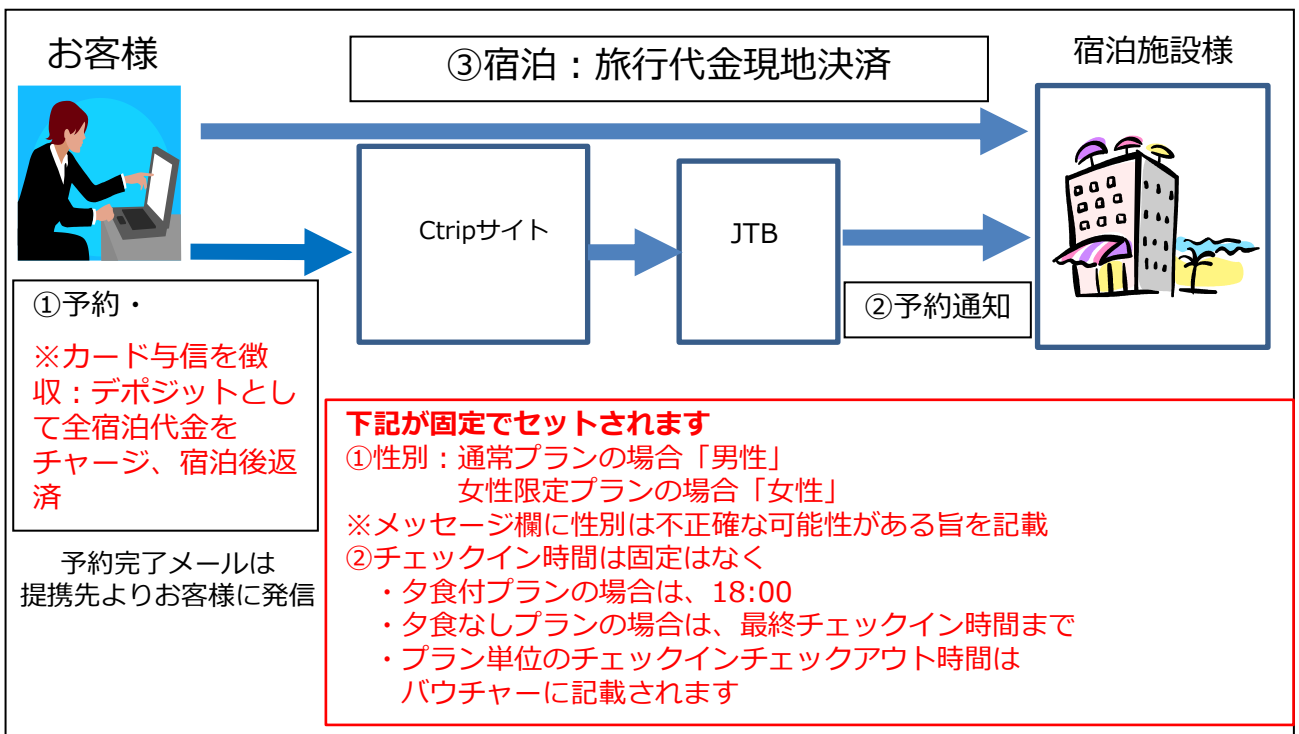 お客様
③宿泊：旅行代金現地決済
宿泊施設様
Ctripサイト
JTB
①予約・
※カード与信を徴
収：デポジットとし
て全宿泊代金を
チャージ、宿泊後返
済
②予約通知
予約完了メールは
提携先よりお客様に発信
下記が固定でセットされます
①性別：通常プランの場合「男性」
女性限定プランの場合「女性」
※メッセージ欄に性別は不正確な可能性がある旨を記載
②チェックイン時間は固定はなく
・夕食付プランの場合は、18:00
・夕食なしプランの場合は、最終チェックイン時間まで
・プラン単位のチェックインチェックアウト時間は
バウチャーに記載されます